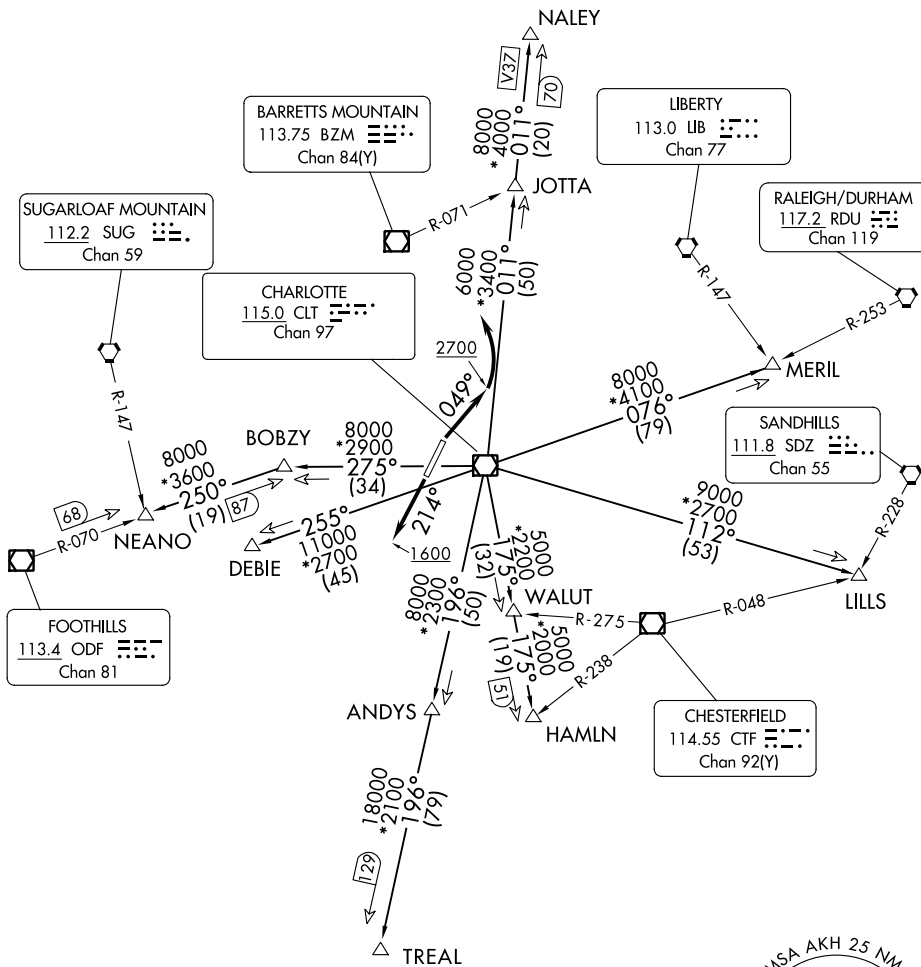 NALEY
V37
70
8000
*4000
011°
(20)
BARRETTS MOUNTAIN
113.75 BZM
Chan 84(Y)
LIBERTY
113.0 LIB
Chan 77
JOTTA
R-071
SUGARLOAF MOUNTAIN
112.2 SUG
Chan 59
RALEIGH/DURHAM
117.2 RDU
Chan 119
6000
*3400
011°
(50)
R-147
CHARLOTTE
115.0 CLT
Chan 97
R-253
2700
MERIL
R-147
049°
8000
*4100
076°
(79)
BOBZY
8000
*2900
275°
(34)
SANDHILLS
111.8 SDZ
Chan 55
8000
*3600
250°
(19)
87
68
R-070
NEANO
214°
1600
255°
11000
*2700
(45)
DEBIE
9000
*2700
112°
(53)
R-228
LILLS
5000
*2200
175°
(32)
WALUT
R-275
R-048
8000
*2300
196°
(50)
5000
*2000
175°
(19)
51
R-238
FOOTHILLS
113.4 ODF
Chan 81
ANDYS
HAMLN
CHESTERFIELD
114.55 CTF
Chan 92(Y)
18000
*2100
196°
(79)
129
TREAL
MSA AKH 25 NM